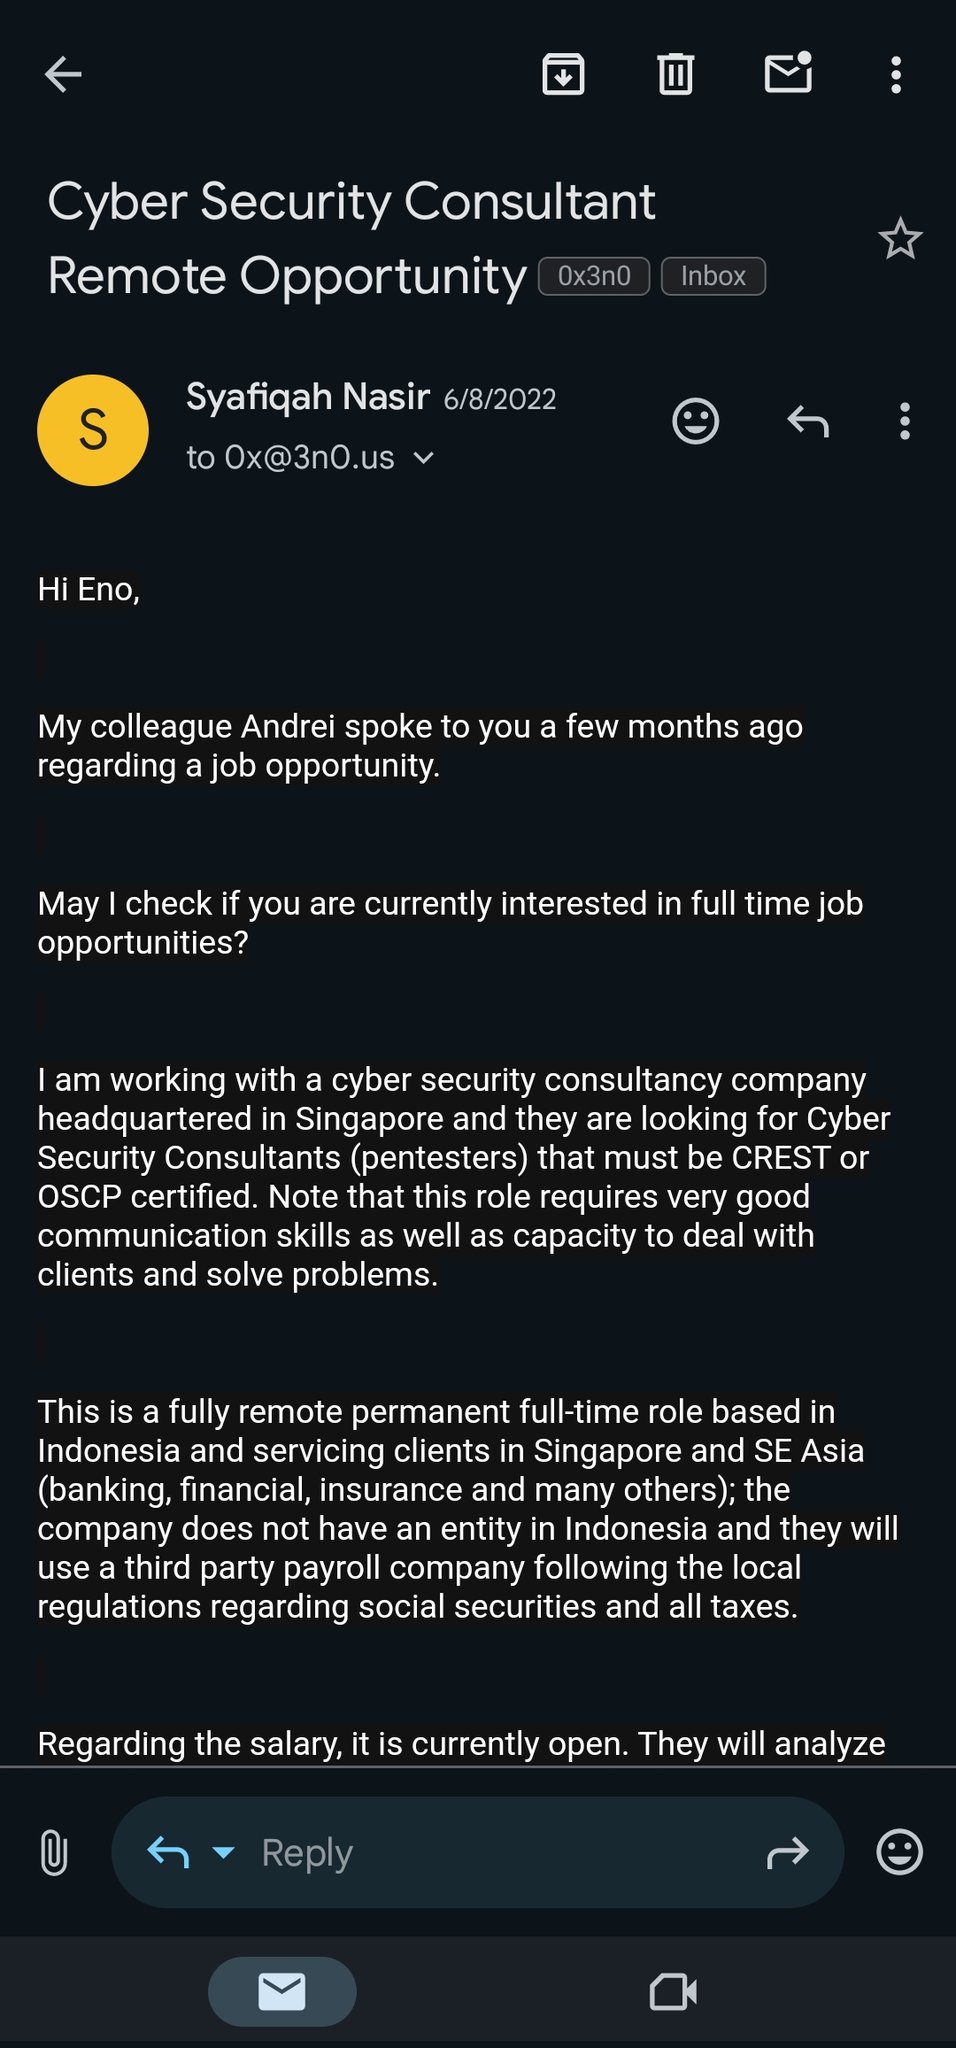 Cyber Security Consultant
Remote Opportunity 0x3n0 Inbox
S
Syafiqah Nasir 6/8/2022
to 0x@3n0.us
Hi Eno,
My colleague Andrei spoke to you a few months ago
regarding a job opportunity.
May I check if you are currently interested in full time job
opportunities?
I am working with a cyber security consultancy company
headquartered in Singapore and they are looking for Cyber
Security Consultants (pentesters) that must be CREST or
OSCP certified. Note that this role requires very good
communication skills as well as capacity to deal with
clients and solve problems.
This is a fully remote permanent full-time role based in
Indonesia and servicing clients in Singapore and SE Asia
(banking, financial, insurance and many others); the
company does not have an entity in Indonesia and they will
use a third party payroll company following the local
regulations regarding social securities and all taxes.
Regarding the salary, it is currently open. They will analyze
Reply